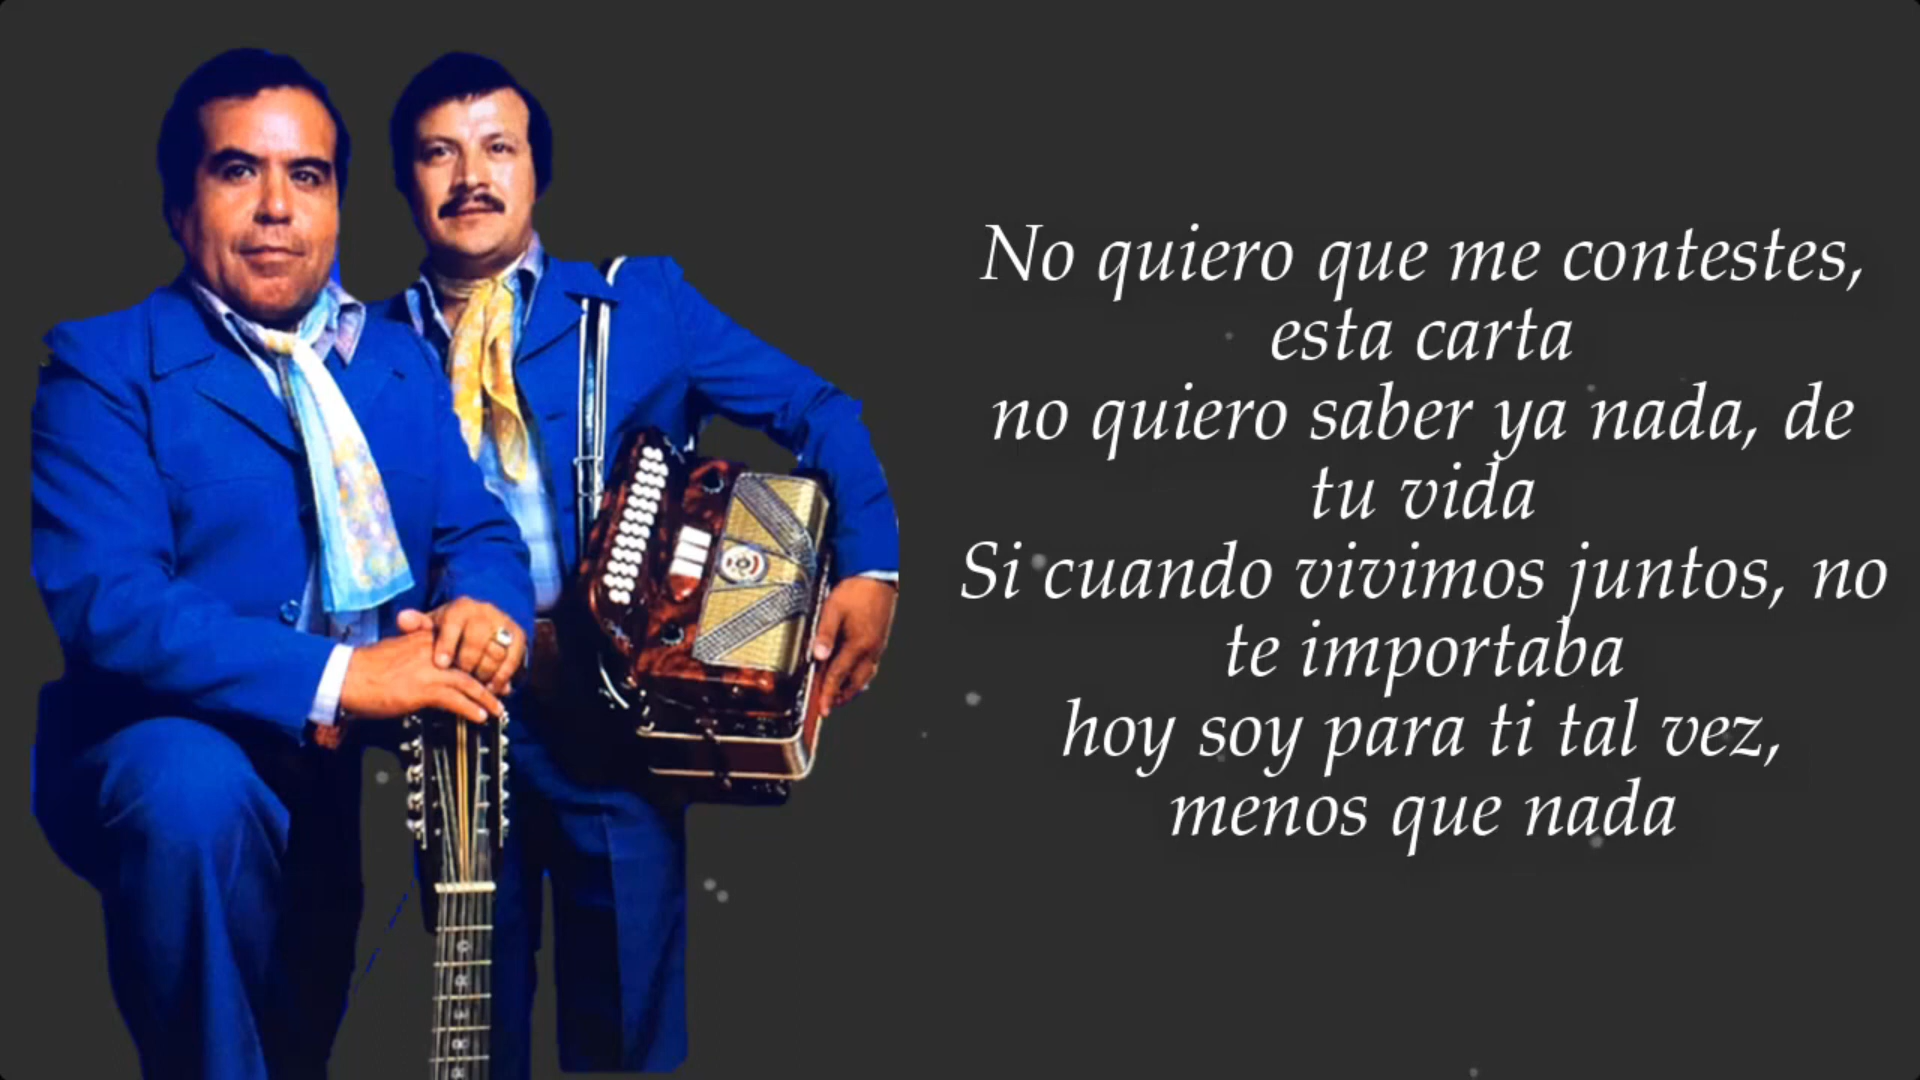 No quiero que me contestes,
esta carta
no quiero saber ya nada, de
tu vida
Si cuando vivimos juntos, no
te importaba
hoy soy para ti tal vez,
menos que nada